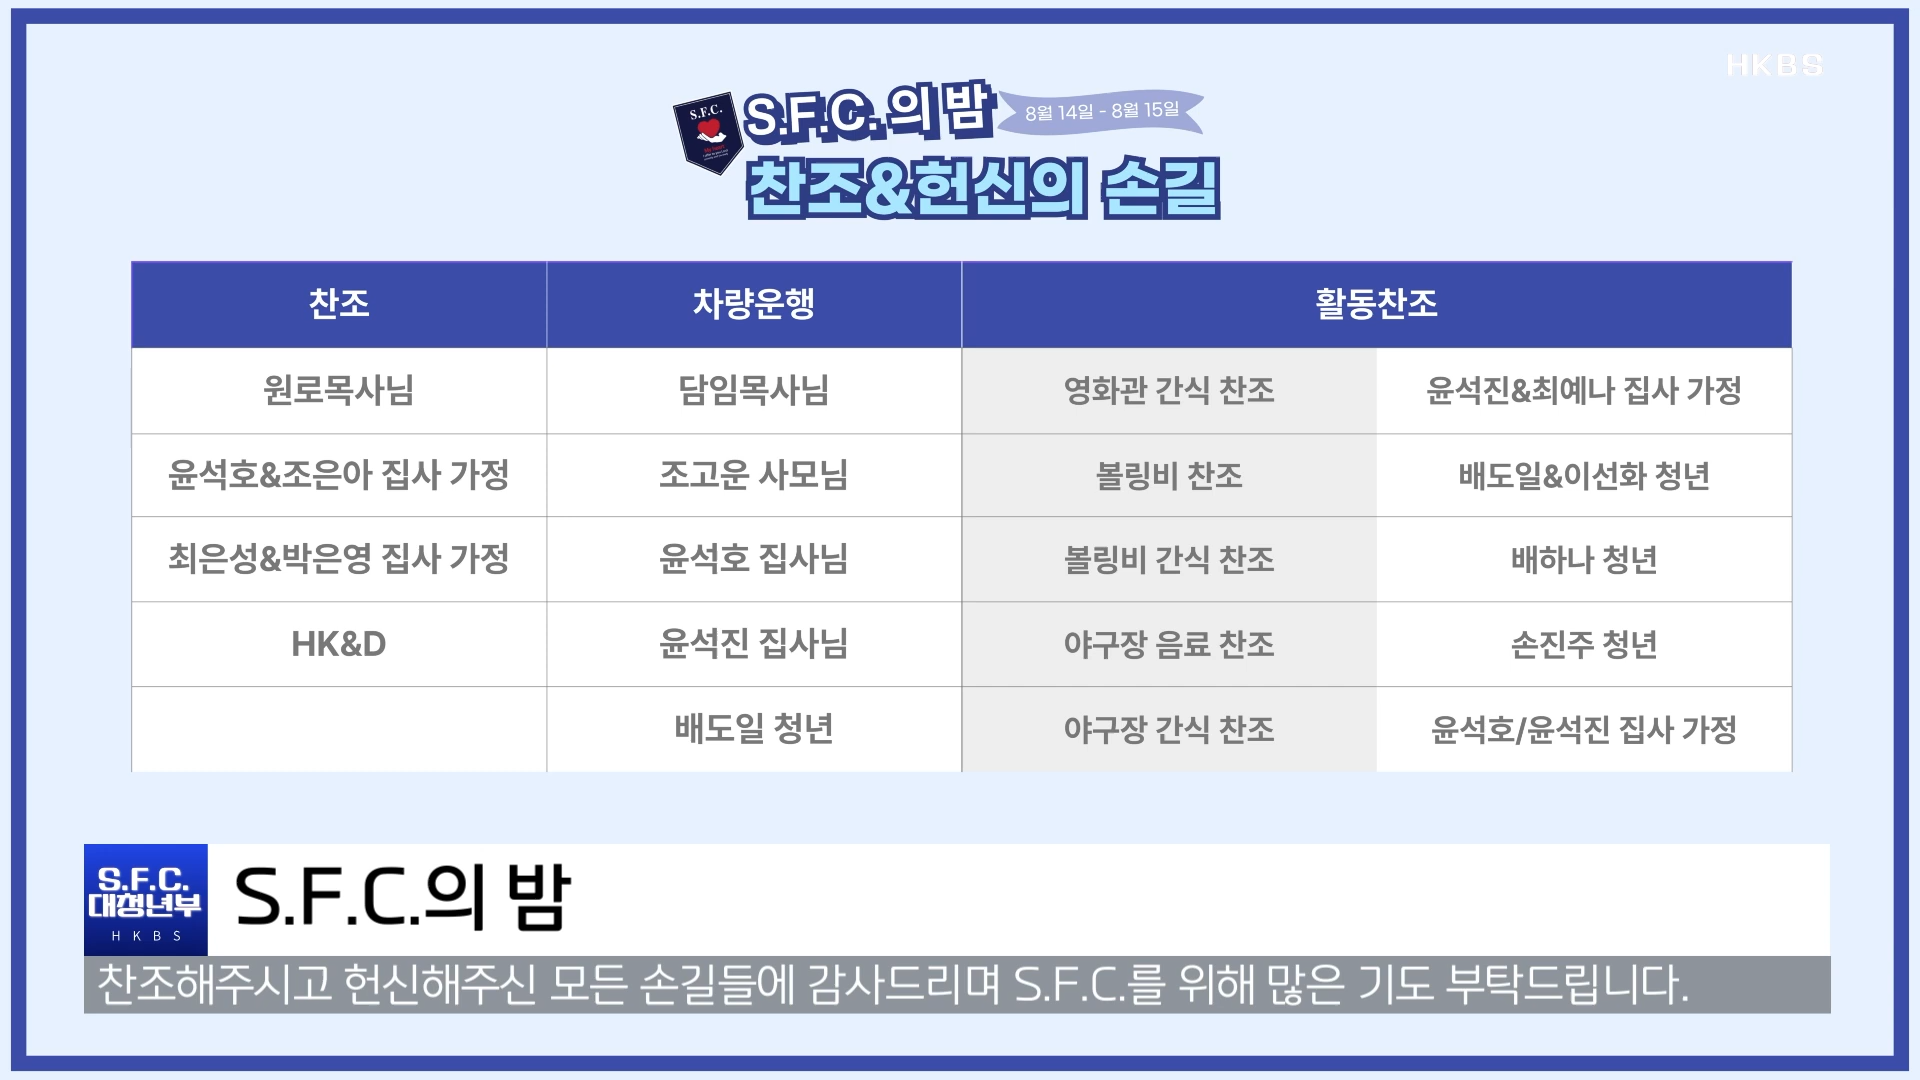 HKBS
S.F.C.
S.F.C.의 밤
8월 14일 - 8월 15일
찬조&헌신의 손길
찬조 차량운행 활동찬조
원로목사님 담임목사님 영화관 간식 찬조 윤석진&최예나 집사 가정
윤석호&조은아 집사 가정 조고운 사모님 볼링비 찬조 배도일&이선화 청년
최은성&박은영 집사 가정 윤석호 집사님 볼링비 간식 찬조 배하나 청년
HK&D 윤석진 집사님 야구장 음료 찬조 손진주 청년
배도일 청년 야구장 간식 찬조 윤석호/윤석진 집사 가정
S.F.C.
대청년부
HKBS
S.F.C.의 밤
찬조해주시고 헌신해주신 모든 손길들에 감사드리며 S.F.C.를 위해 많은 기도 부탁드립니다.